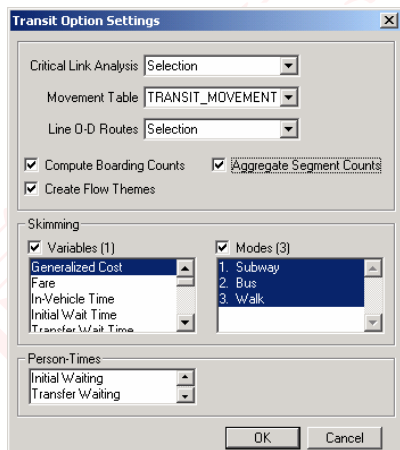 Transit Option Settings
Critical Link Analysis Selection
Movement Table TRANSIT_MOVEMENT
Line O-D Routes Selection
Compute Boarding Counts Aggregate Segment Counts
Create Flow Themes
Skimming
Variables (1) Modes (3)
Generalized Cost 1. Subway
Fare 2. Bus
In-Vehicle Time 3. Walk
Initial Wait Time
Transfer Wait Time
Person-Times
Initial Waiting
Transfer Waiting
OK Cancel